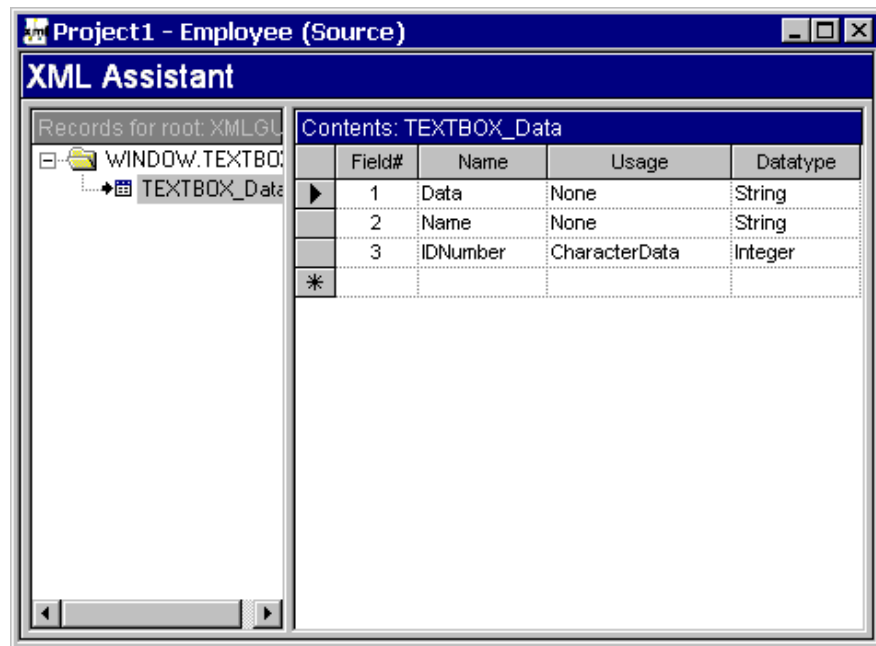 Project1 - Employee (Source)
XML Assistant
Records for root: XMLGU
WINDOW.TEXTBO
TEXTBOX_Data
Contents: TEXTBOX_Data
Field# Name Usage Datatype
1 Data None String
2 Name None String
3 IDNumber CharacterData Integer